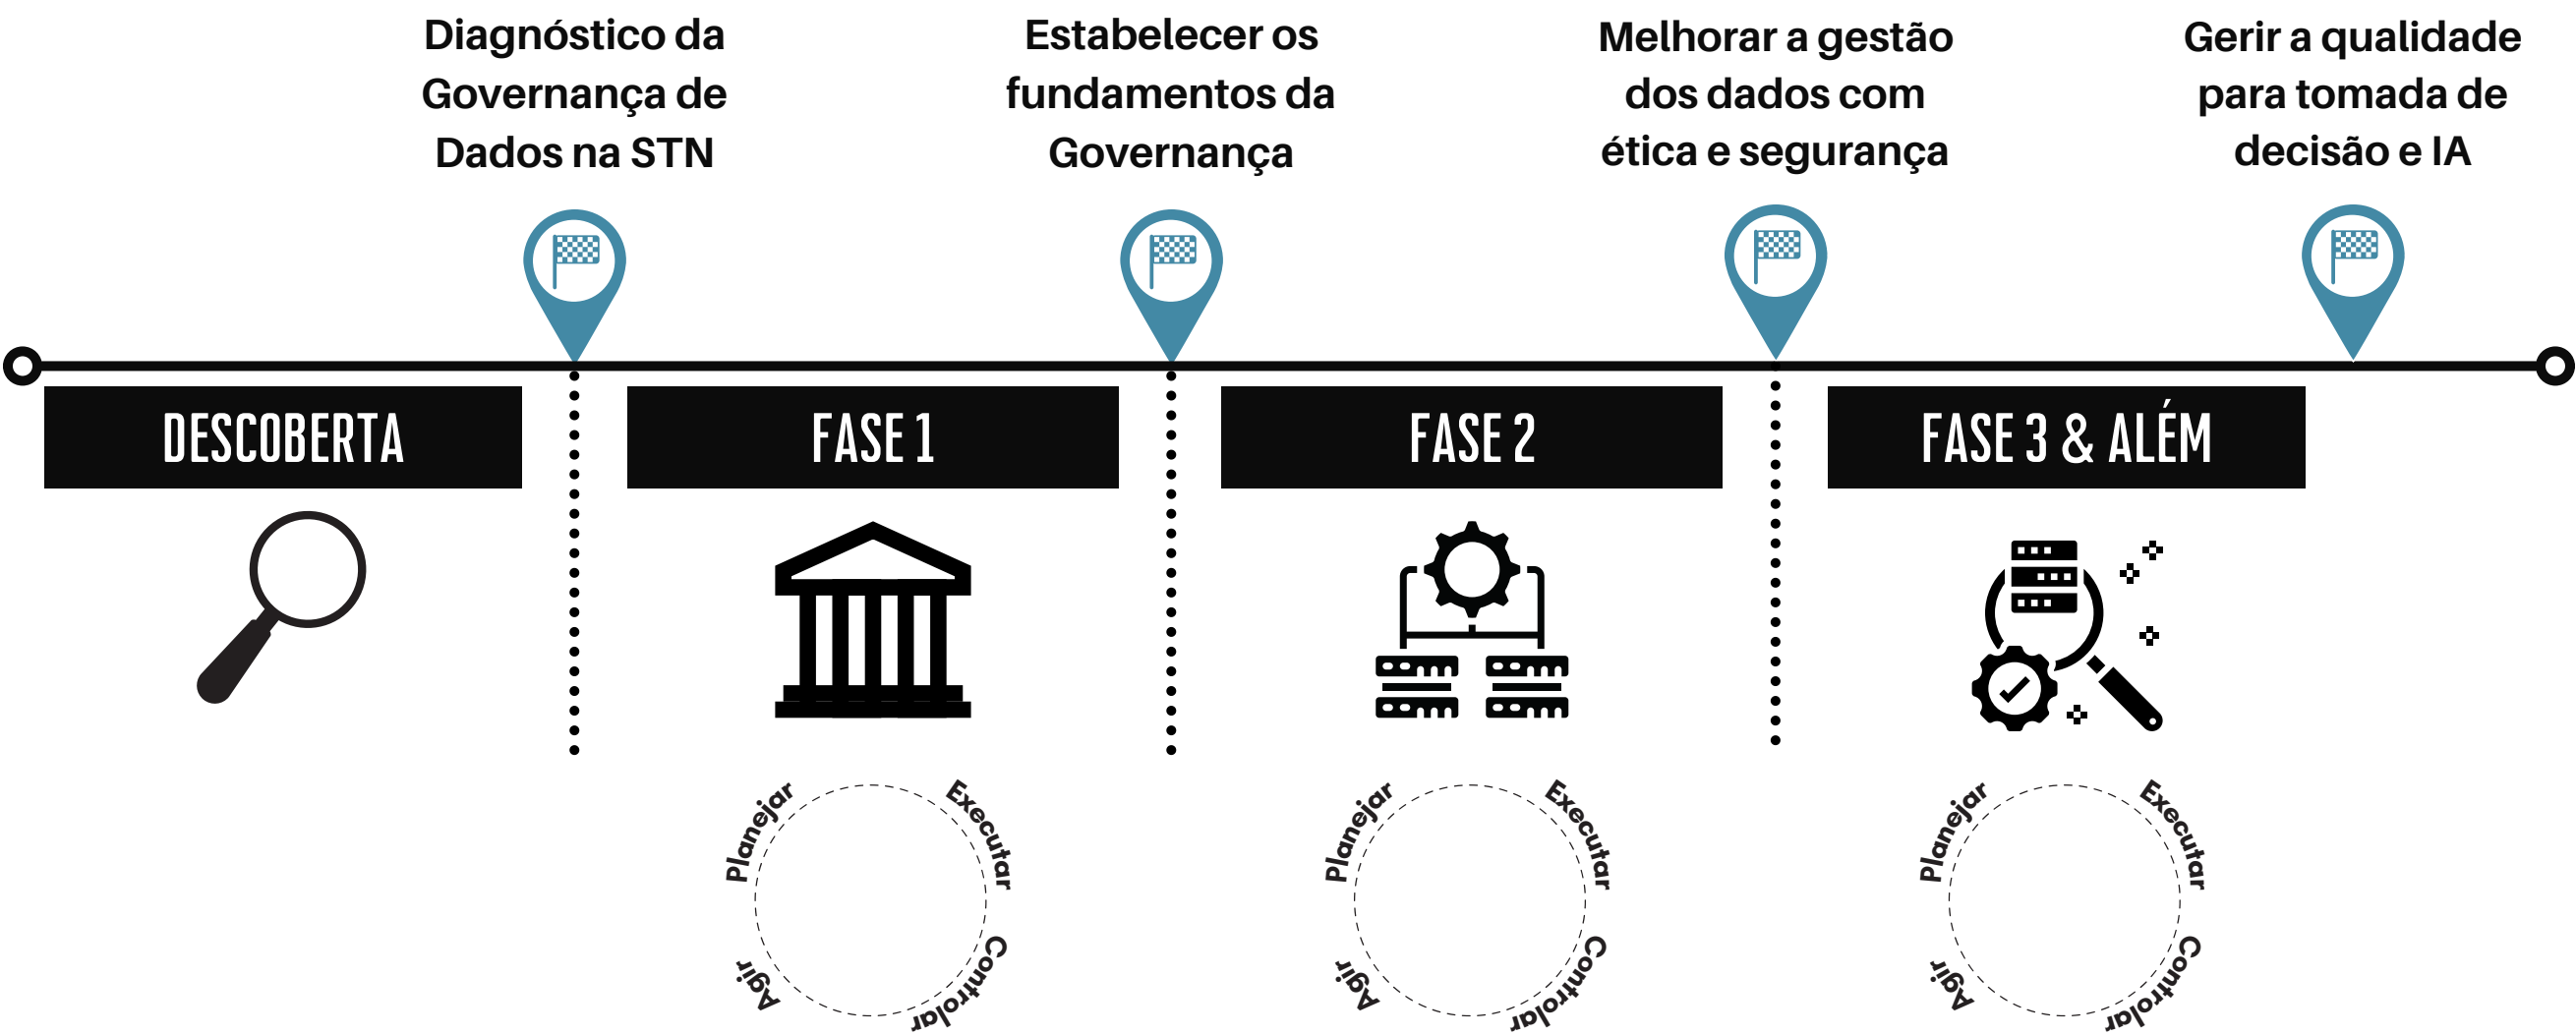 Diagnóstico da
Governança de
Dados na STN
Estabelecer os
fundamentos da
Governança
Melhorar a gestão
dos dados com
ética e segurança
Gerir a qualidade
para tomada de
decisão e IA
DESCOBERTA
FASE 1
FASE 2
FASE 3 & ALÉM
Planejar
Executar
Controlar
Agir
Planejar
Executar
Controlar
Agir
Planejar
Executar
Controlar
Agir